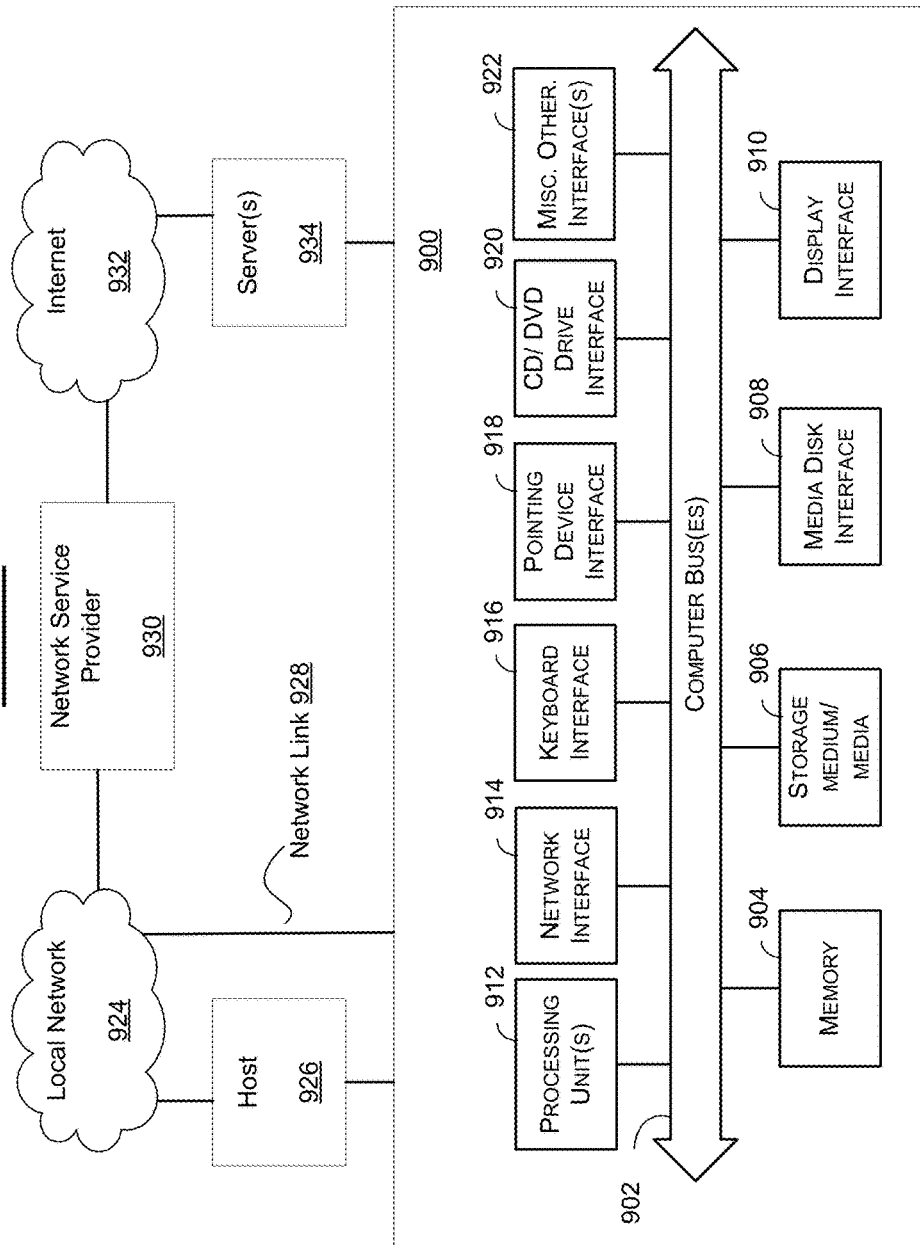 Local Network
924
Host
926
Network Link 928
Network Service
Provider
930
Internet
932
Server(s)
934
900
912
PROCESSING
UNIT(S)
914
NETWORK
INTERFACE
916
KEYBOARD
INTERFACE
918
POINTING
DEVICE
INTERFACE
920
CD/ DVD
DRIVE
INTERFACE
922
MISC. OTHER.
INTERFACE(S)
902
COMPUTER BUS(ES)
904
MEMORY
906
STORAGE
MEDIUM/
MEDIA
908
MEDIA DISK
INTERFACE
910
DISPLAY
INTERFACE